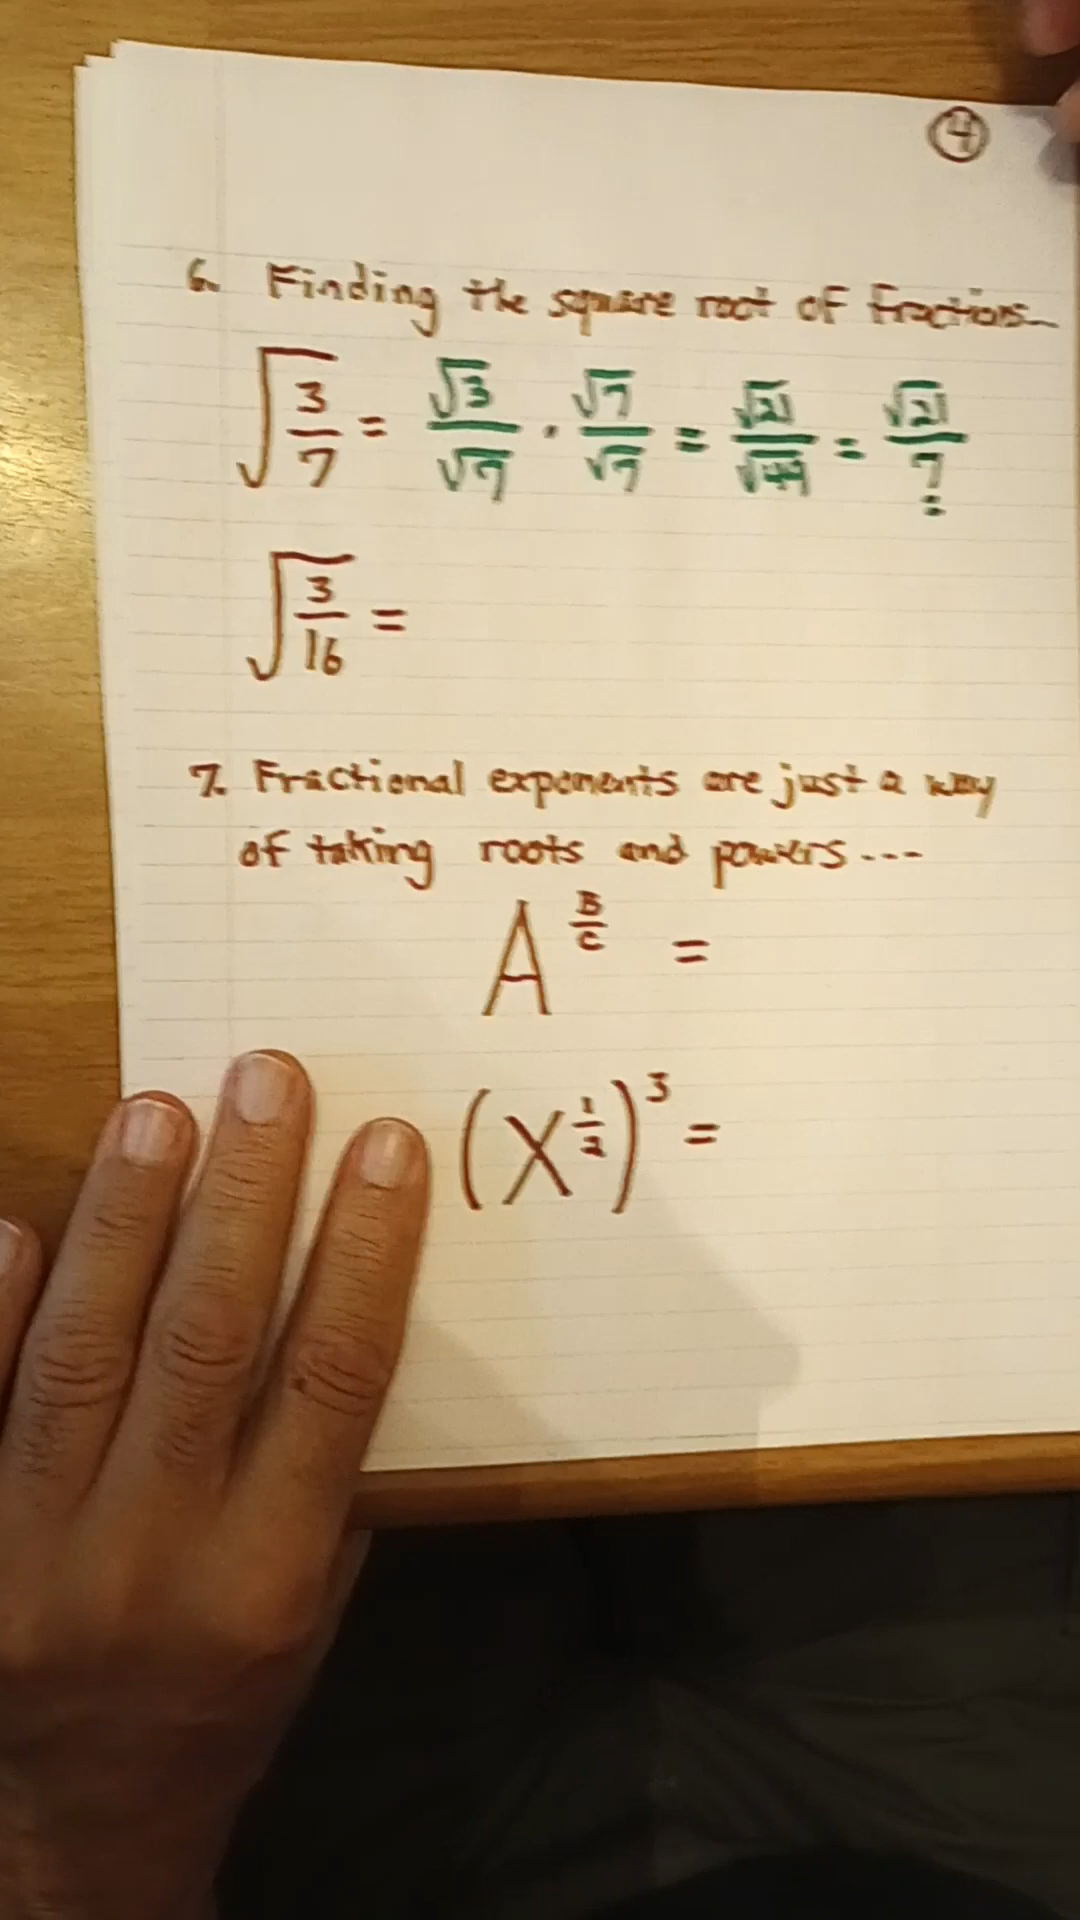 4
6. Finding the square root of fractions
√(3/7) = √3/√7 · √7/√7 = √21/√49 = √21/7
√(3/16) =
7. Fractional exponents are just a way
of taking roots and powers...
A^(B/C) =
(X^(1/2))^3 =